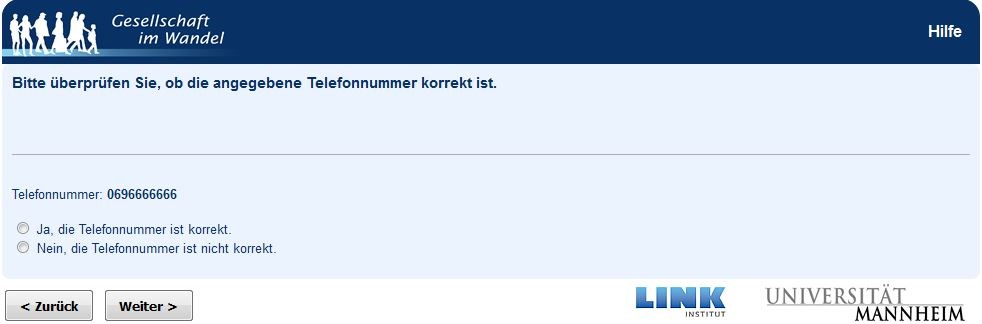 Gesellschaft
im Wandel
Hilfe
Bitte überprüfen Sie, ob die angegebene Telefonnummer korrekt ist.
Telefonnummer: 0696666666
Ja, die Telefonnummer ist korrekt.
Nein, die Telefonnummer ist nicht korrekt.
< Zurück
Weiter >
LINK
INSTITUT
UNIVERSITÄT
MANNHEIM